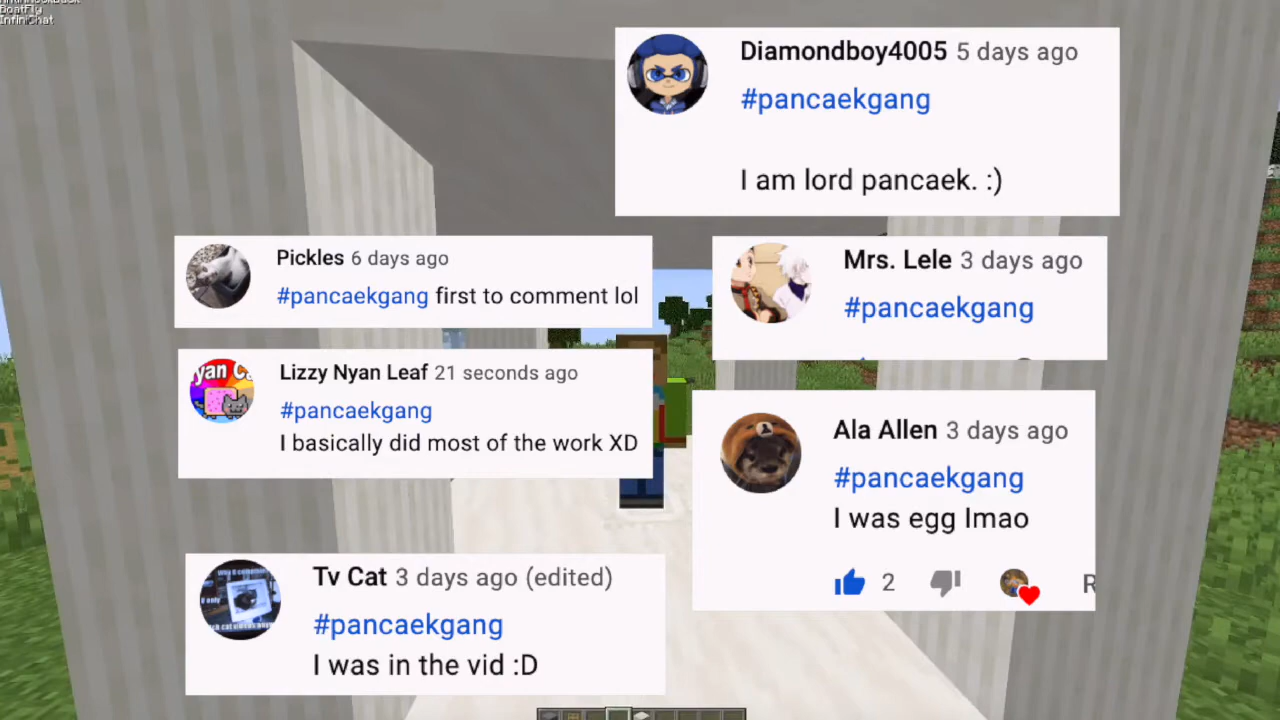 BoatFly
InfiniChat
Diamondboy4005 5 days ago
#pancaekgang
I am lord pancaek. :)
Pickles 6 days ago
#pancaekgang first to comment lol
Mrs. Lele 3 days ago
#pancaekgang
Lizzy Nyan Leaf 21 seconds ago
#pancaekgang
I basically did most of the work XD
Ala Allen 3 days ago
#pancaekgang
I was egg lmao
2
R
Tv Cat 3 days ago (edited)
#pancaekgang
I was in the vid :D